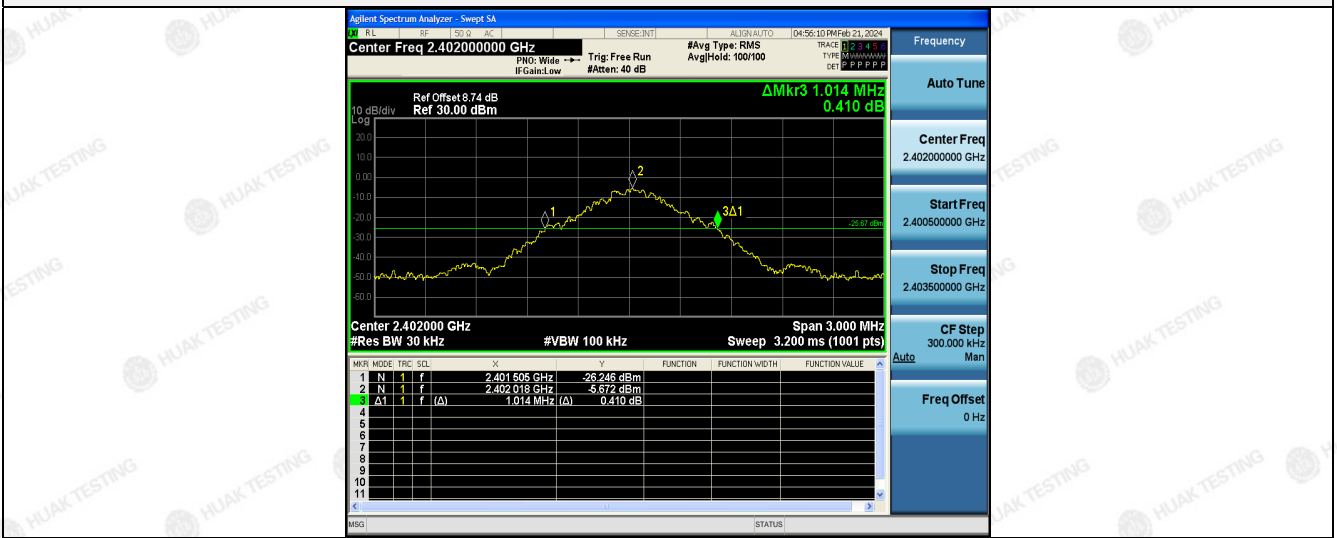 Agilent Spectrum Analyzer - Swept SA
RL RF 50 Ω AC SENSE:INT ALIGN AUTO 04:56:10 PM Feb 21, 2024
Center Freq 2.402000000 GHz
PNO: Wide
IFGain:Low
Trig: Free Run
#Atten: 40 dB
#Avg Type: RMS
Avg|Hold: 100/100
TRACE 1 2 3 4 5 6
TYPE M
DET P P P P P P
ΔMkr3 1.014 MHz
0.410 dB
Ref Offset 8.74 dB
10 dB/div Ref 30.00 dBm
Log
20.0
10.0
0.00
-10.0
-20.0
-30.0
-40.0
-50.0
-60.0
1
2
3Δ1
-25.67 dBm
Center 2.402000 GHz Span 3.000 MHz
#Res BW 30 kHz #VBW 100 kHz Sweep 3.200 ms (1001 pts)
MKR MODE TRC SCL X Y FUNCTION FUNCTION WIDTH FUNCTION VALUE
1 N 1 f 2.401 505 GHz -26.246 dBm
2 N 1 f 2.402 018 GHz -5.672 dBm
3 Δ1 1 f (Δ) 1.014 MHz (Δ) 0.410 dB
4
5
6
7
8
9
10
11
MSG STATUS
Frequency
Auto Tune
Center Freq
2.402000000 GHz
Start Freq
2.400500000 GHz
Stop Freq
2.403500000 GHz
CF Step
300.000 kHz
Auto Man
Freq Offset
0 Hz
HUAK TESTING
HUAK TESTING
HUAK TESTING
HUAK TESTING
HUAK TESTING
HUAK TESTING